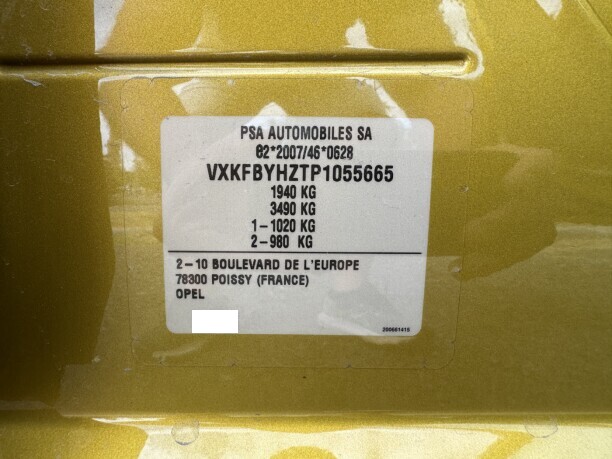 PSA AUTOMOBILES SA
02*2007/46*0628
VXKFBYHZTP1055665
1940 KG
3490 KG
1-1020 KG
2-980 KG
2-10 BOULEVARD DE L'EUROPE
78300 POISSY (FRANCE)
OPEL